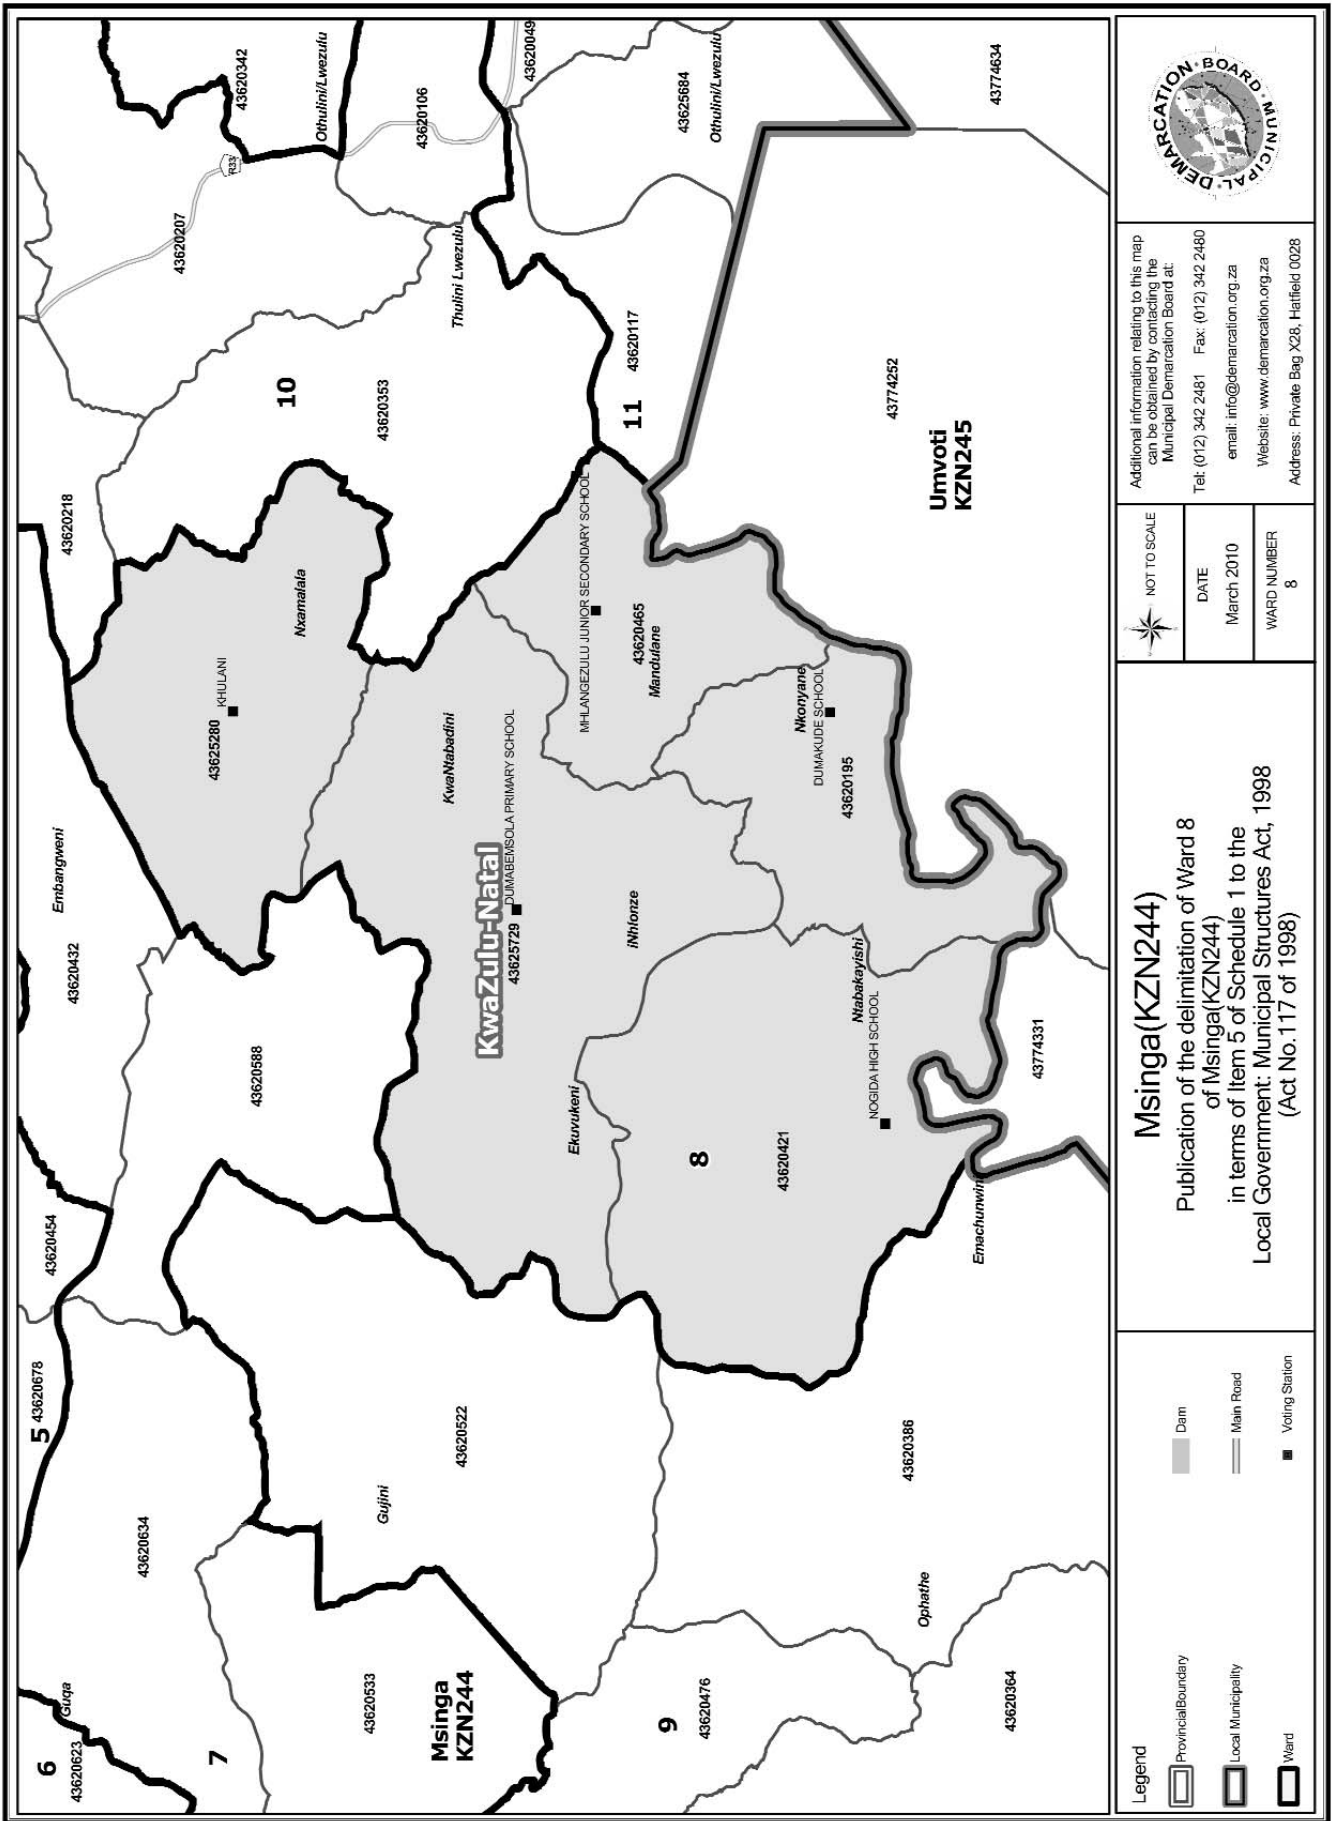 6
43620623
Guqa
7
43620634
5
43620678
43620454
43620432
Embangweni
43620218
43620207
R33
43620342
Othulini/Lwezulu
43620106
43620049
43625684
Othulini/Lwezulu
43774634
Msinga
KZN244
43620533
Gujini
43620522
43620588
43625280
KHULANI
Nxamalala
10
43620353
Thulini Lwezulu
KwaNtabadini
KwaZulu-Natal
43625729
DUMABEMSOLA PRIMARY SCHOOL
iNhlonze
Ekuvukeni
MHLANGEZULU JUNIOR SECONDARY SCHOOL
43620465
Mandulane
11
43620117
9
43620476
8
43620421
Ntabakayishi
NOGIDA HIGH SCHOOL
Nkonyane
DUMAKUDE SCHOOL
43620195
43774252
Umvoti
KZN245
43620386
Ophathe
43620364
Emachunwini
43774331
Legend
ProvincialBoundary
Local Municipality
Ward
Dam
Main Road
Voting Station
Msinga(KZN244)
Publication of the delimitation of Ward 8
of Msinga(KZN244)
in terms of Item 5 of Schedule 1 to the
Local Government: Municipal Structures Act, 1998
(Act No.117 of 1998)
NOT TO SCALE
DATE
March 2010
WARD NUMBER
8
Additional information relating to this map
can be obtained by contacting the
Municipal Demarcation Board at:
Tel: (012) 342 2481 Fax: (012) 342 2480
email: info@demarcation.org.za
Website: www.demarcation.org.za
Address: Private Bag X28, Hatfield 0028
MUNICIPAL DEMARCATION BOARD